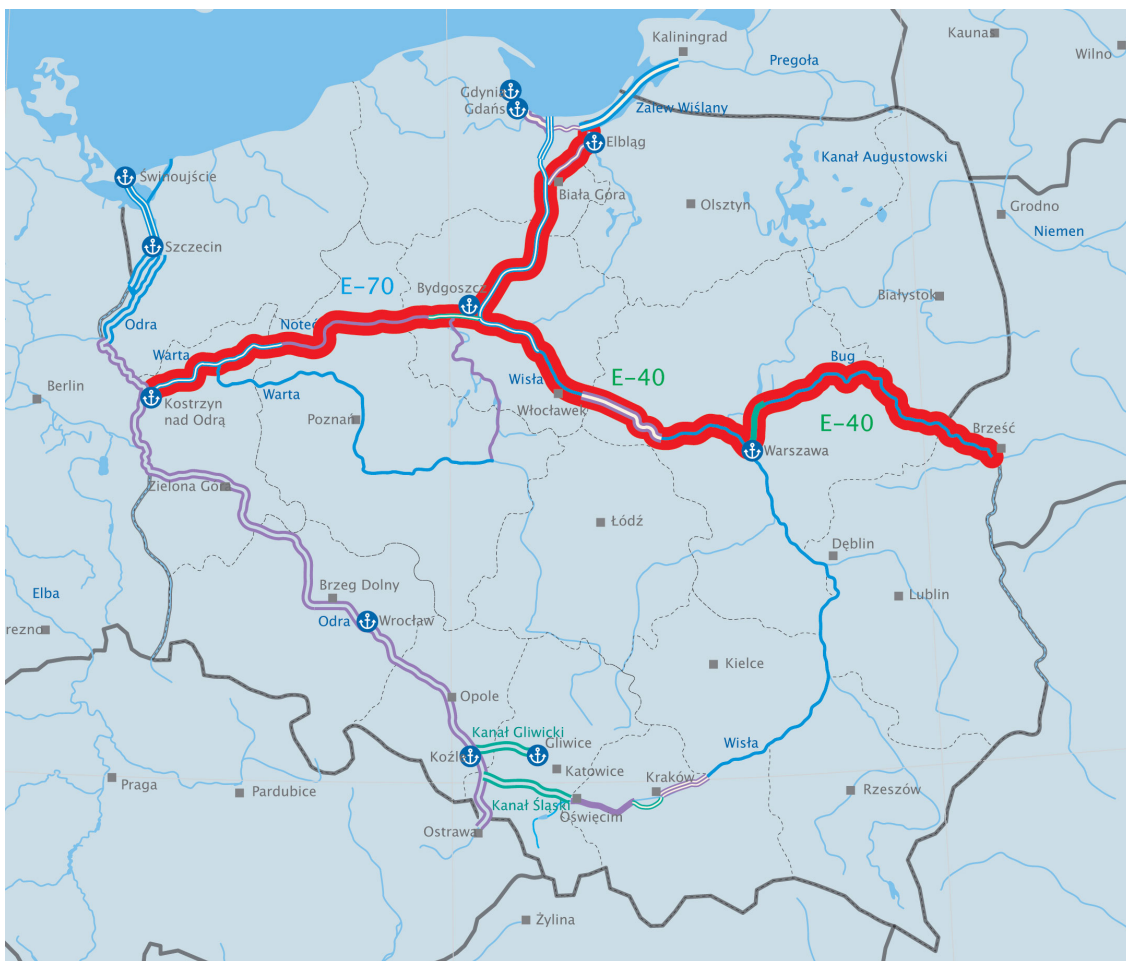 Kaliningrad
Kaunas
Wilno
Pregoła
Gdynia
Gdańs
Zalew Wiślany
Elbląg
Kanał Augustowski
Świnoujście
Biała Góra
Olsztyn
Grodno
Niemen
Szczecin
E-70
Bydgoszcz
Białystok
Odra
Noteć
Warta
Bug
Berlin
Wisła
E-40
Warta
Kostrzyn
nad Odrą
Poznań
Włocławek
E-40
Brześć
Warszawa
Zielona Góra
Łódź
Dęblin
Elba
Brzeg Dolny
Lublin
Odra
Wrocław
rezno
Kielce
Opole
Kanał Gliwicki
Gliwice
Wisła
Koźle
Katowice
Kraków
Praga
Pardubice
Rzeszów
Kanał Śląski
Oświęcim
Ostrawa
Żylina